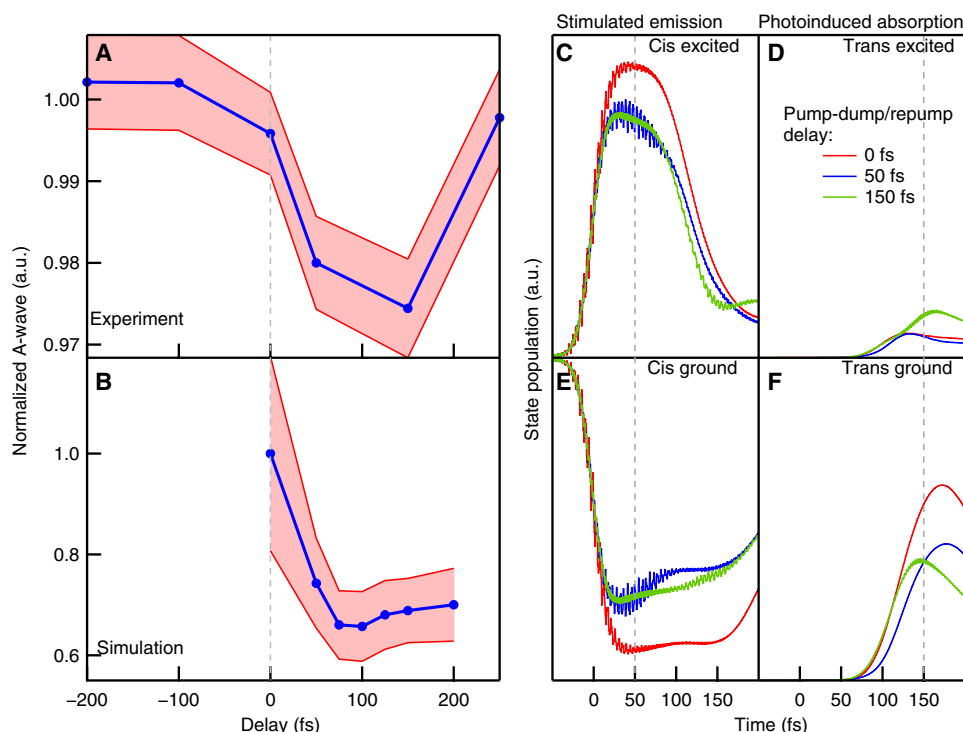 Stimulated emission
Photoinduced absorption
A
C
Cis excited
D
Trans excited
1.00
0.99
0.98
0.97
Experiment
Pump-dump/repump
delay:
0 fs
50 fs
150 fs
Normalized A-wave (a.u.)
State population (a.u.)
B
E
Cis ground
F
Trans ground
1.0
0.8
0.6
Simulation
−200
−100
0
100
200
0
50
100
150
0
50
100
150
Delay (fs)
Time (fs)